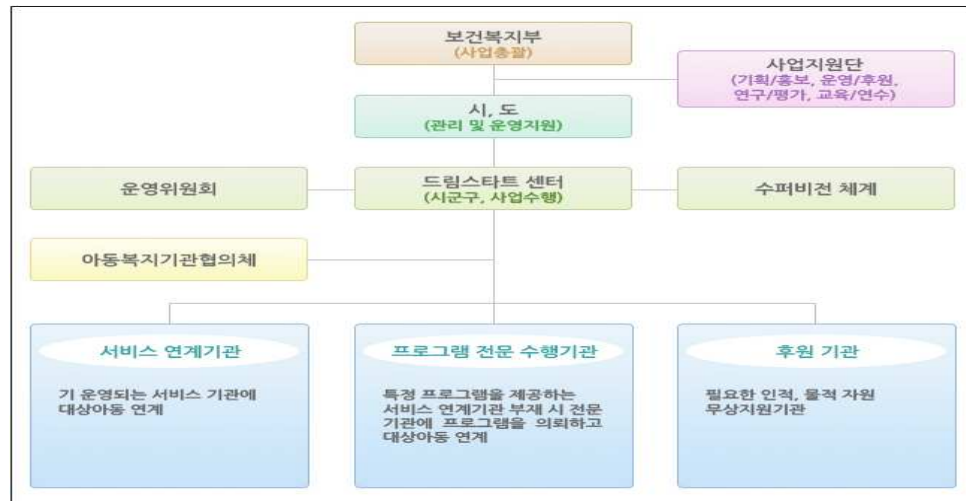 보건복지부
(사업총괄)
사업지원단
(기획/홍보, 운영/후원,
연구/평가, 교육/연수)
시, 도
(관리 및 운영지원)
운영위원회
드림스타트 센터
(시군구, 사업수행)
수퍼비전 체계
아동복지기관협의체
서비스 연계기관
기 운영되는 서비스 기관에
대상아동 연계
프로그램 전문 수행기관
특정 프로그램을 제공하는
서비스 연계기관 부재 시 전문
기관에 프로그램을 의뢰하고
대상아동 연계
후원 기관
필요한 인적, 물적 자원
무상지원기관